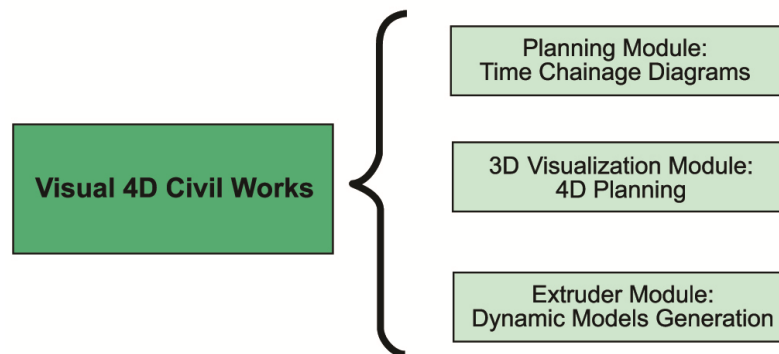 Planning Module:
Time Chainage Diagrams
Visual 4D Civil Works
3D Visualization Module:
4D Planning
Extruder Module:
Dynamic Models Generation